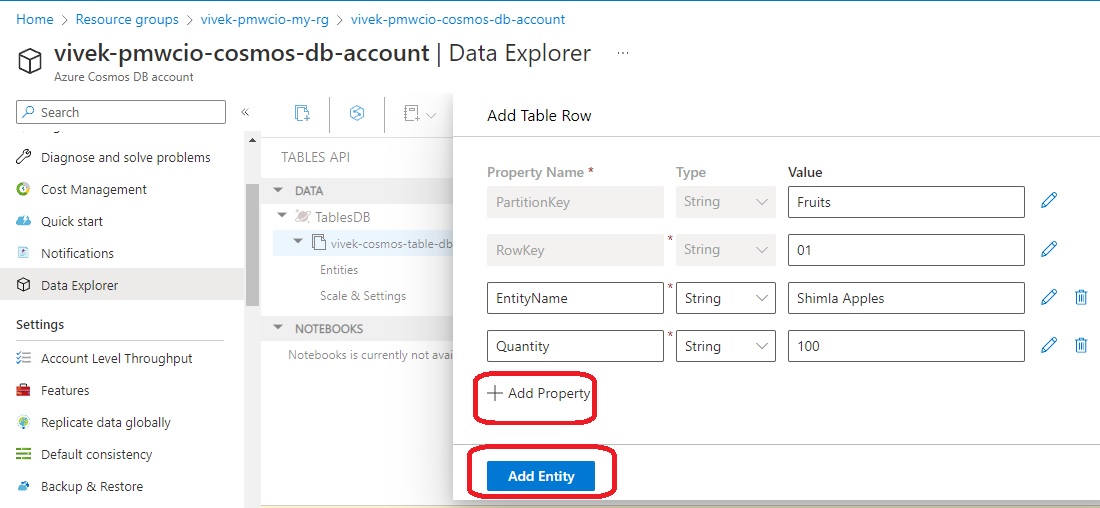 Home > Resource groups > vivek-pmwcio-my-rg > vivek-pmwcio-cosmos-db-account
vivek-pmwcio-cosmos-db-account | Data Explorer ...
Azure Cosmos DB account
Search «
Diagnose and solve problems
Cost Management
Quick start
Notifications
Data Explorer
Settings
Account Level Throughput
Features
Replicate data globally
Default consistency
Backup & Restore
TABLES API
DATA
TablesDB
vivek-cosmos-table-db
Entities
Scale & Settings
NOTEBOOKS
Notebooks is currently not avai
Add Table Row
Property Name * Type Value
PartitionKey String Fruits
RowKey * String 01
EntityName * String Shimla Apples
Quantity * String 100
+ Add Property
Add Entity